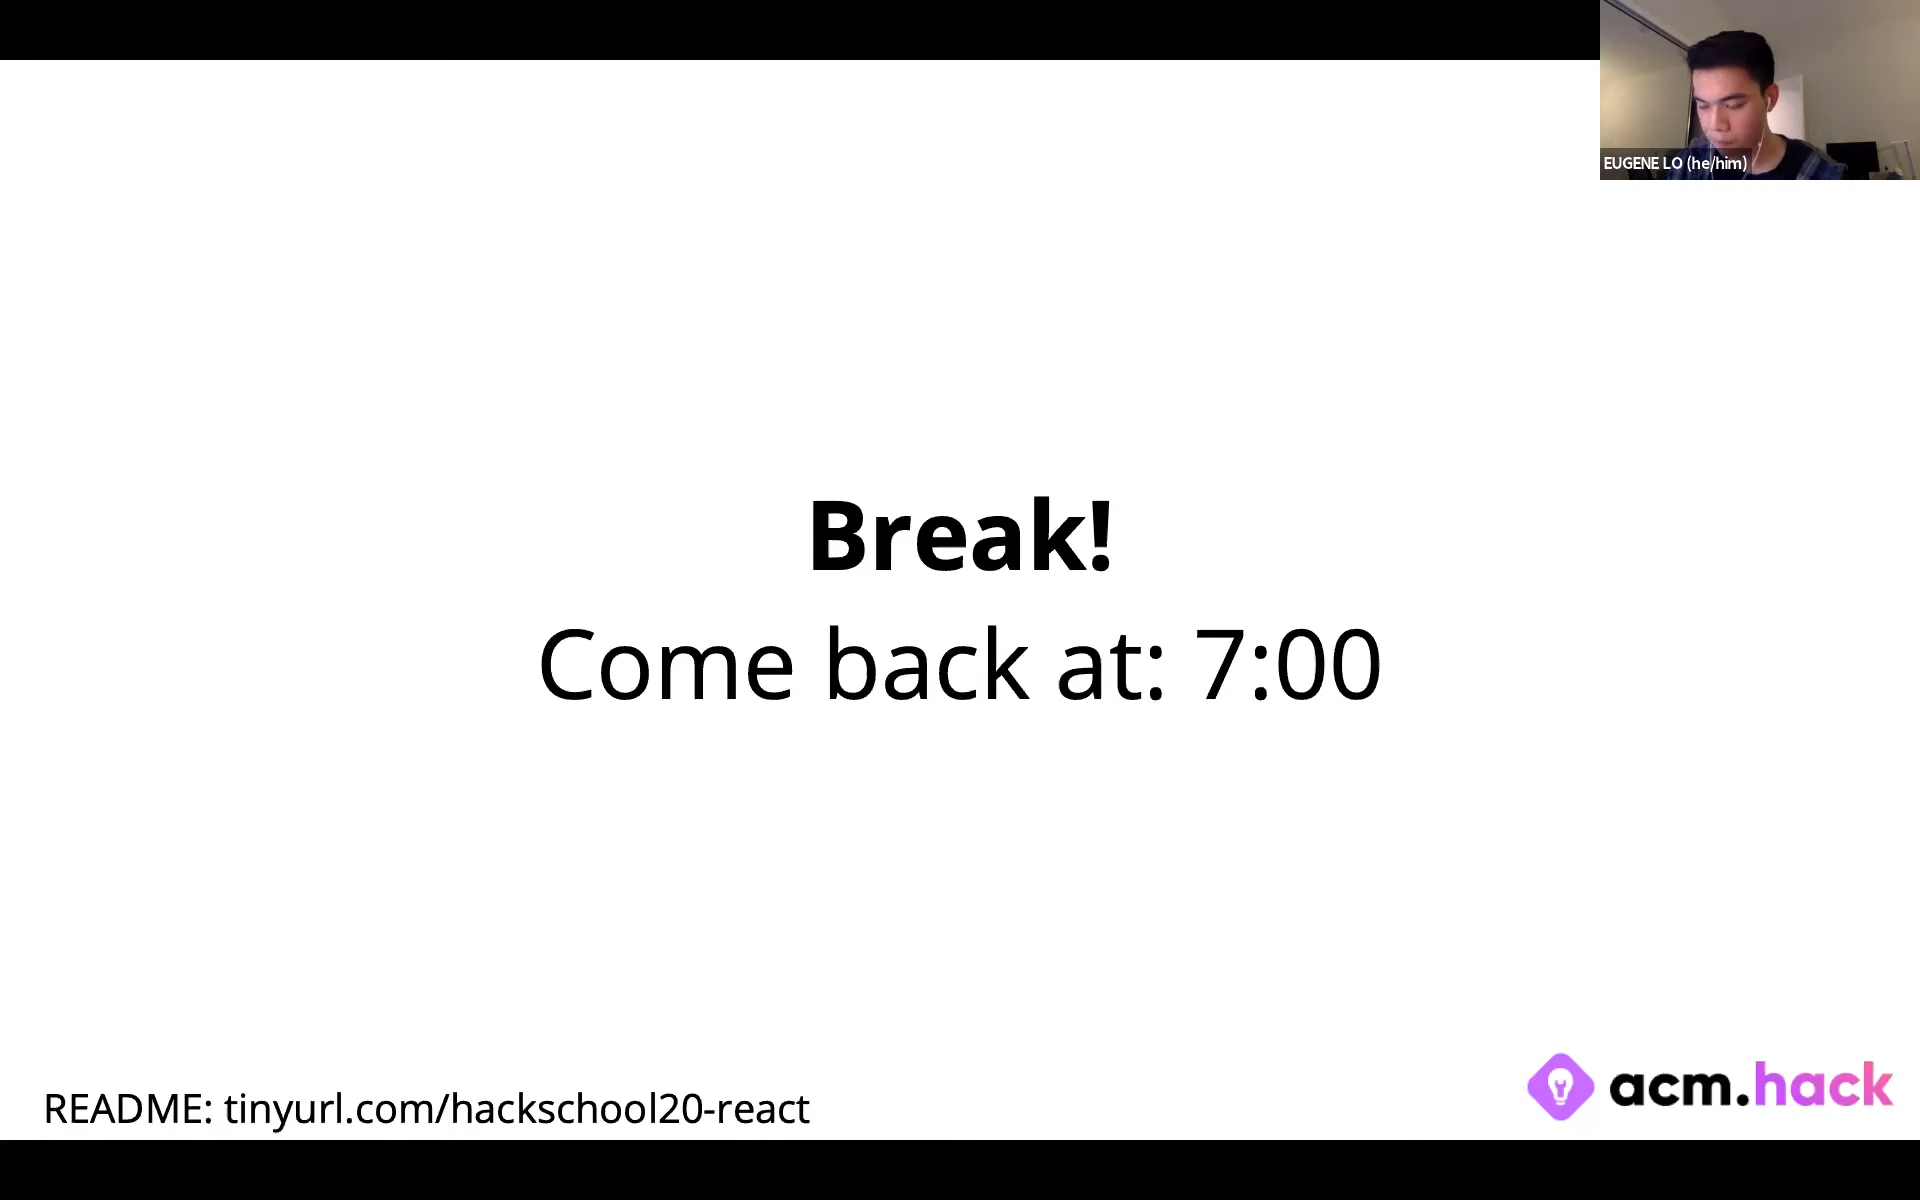 EUGENE LO (he/him)
Break!
Come back at: 7:00
README: tinyurl.com/hackschool20-react
acm.hack